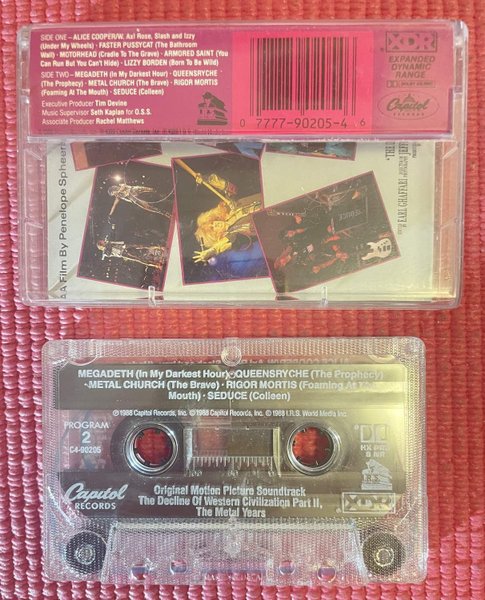 SIDE ONE – ALICE COOPER/W. Axl Rose, Slash and Izzy
(Under My Wheels) · FASTER PUSSYCAT (The Bathroom
Wall) · MOTORHEAD (Cradle To The Grave) · ARMORED SAINT (You
Can Run But You Can't Hide) · LIZZY BORDEN (Born To Be Wild)
SIDE TWO – MEGADETH (In My Darkest Hour) · QUEENSRYCHE (
The Prophecy) · METAL CHURCH (The Brave) · RIGOR MORTIS
(Foaming At The Mouth) · SEDUCE (Colleen)
Executive Producer Tim Devine
Music Supervisor Seth Kaplan for O.S.S.
Associate Producer Rachel Matthews
0 7777-90205-4 6
XDR
EXPANDED
DYNAMIC
RANGE
Capitol
A Film By Penelope Spheeris
SEDUCE
EARL GHAFFARI
MEGADETH (In My Darkest Hour) · QUEENSRYCHE (The Prophecy)
· METAL CHURCH (The Brave) · RIGOR MORTIS (Foaming At The
Mouth) · SEDUCE (Colleen)
©1988 Capitol Records, Inc. ©1988 Capitol Records, Inc. ©1988 I.R.S. World Media Inc.
PROGRAM
2
C4-90205
HX PRO
B NR
Capitol
RECORDS
Original Motion Picture Soundtrack
The Decline Of Western Civilization Part II,
The Metal Years
XDR